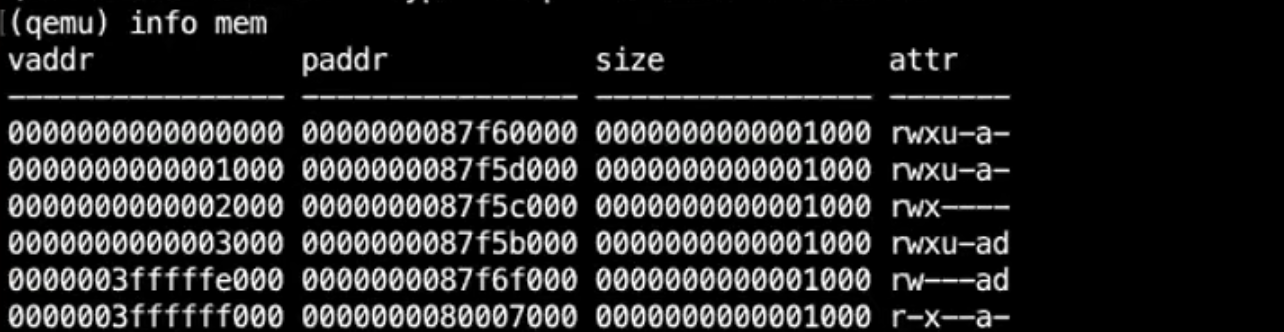 (qemu) info mem
vaddr paddr size attr
---------------- ---------------- ---------------- -------
0000000000000000 0000000087f60000 0000000000001000 rwxu-a-
0000000000001000 0000000087f5d000 0000000000001000 rwxu-a-
0000000000002000 0000000087f5c000 0000000000001000 rwx----
0000000000003000 0000000087f5b000 0000000000001000 rwxu-ad
0000003fffffe000 0000000087f6f000 0000000000001000 rw---ad
0000003ffffff000 0000000080007000 0000000000001000 r-x--a-